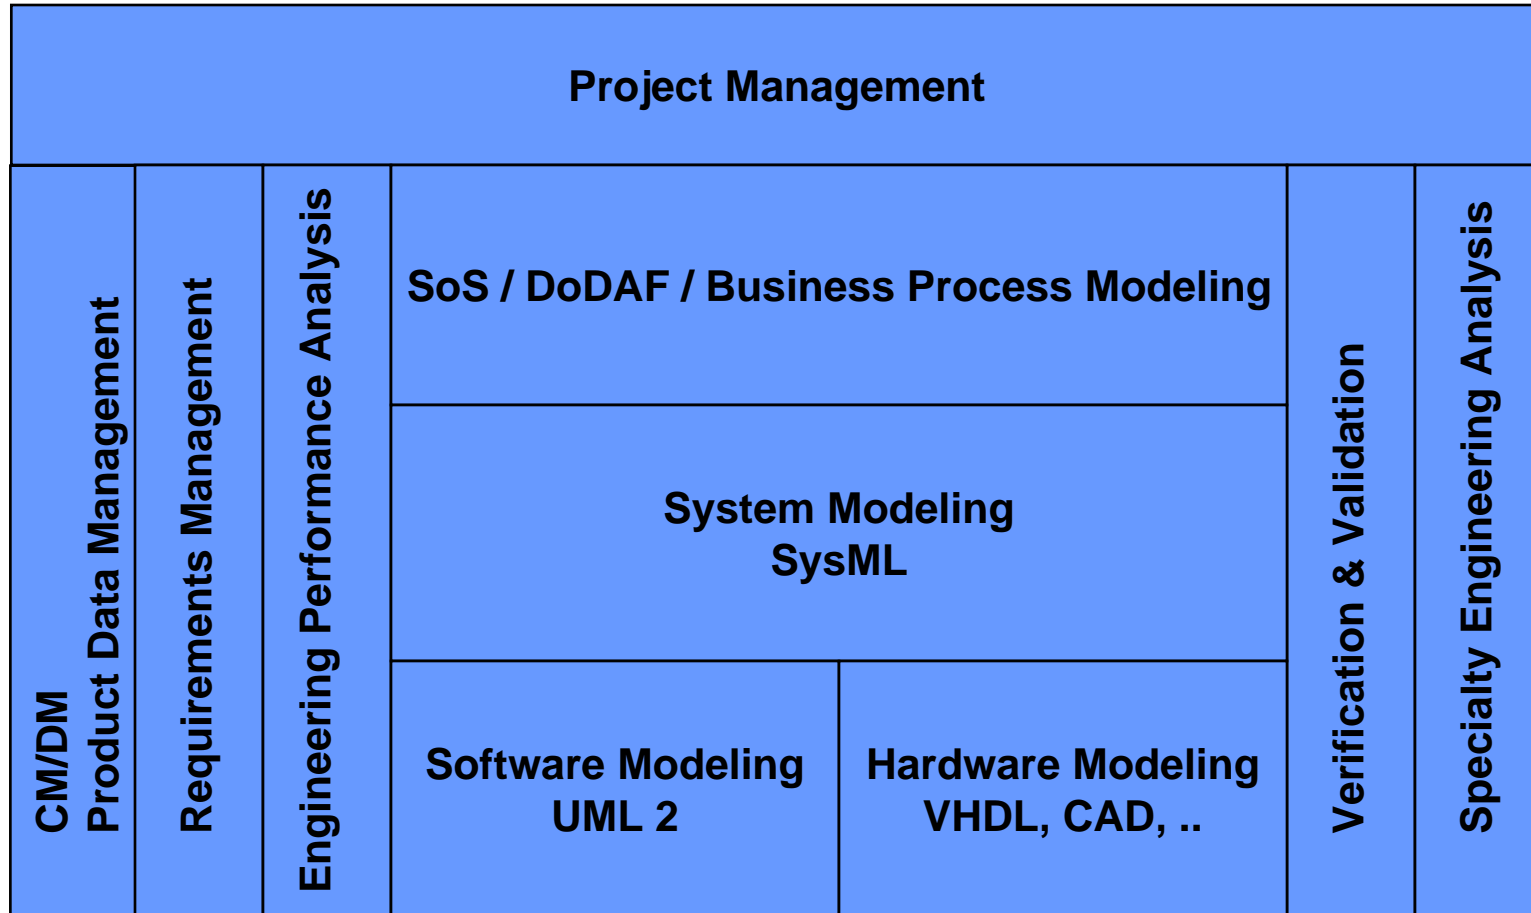 Project Management
CM/DM
Product Data Management
Requirements Management
Engineering Performance Analysis
SoS / DoDAF / Business Process Modeling
System Modeling
SysML
Software Modeling
UML 2
Hardware Modeling
VHDL, CAD, ..
Verification & Validation
Specialty Engineering Analysis